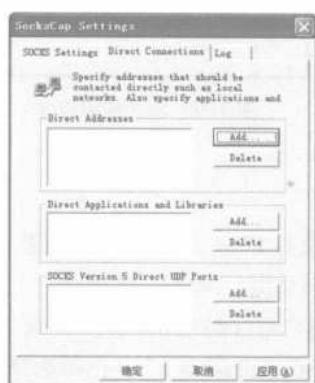 SocksCap Settings
SOCKS Settings Direct Connections Log
Specify addresses that should be
contacted directly such as local
networks. Also specify applications and
Direct Addresses
Add...
Delete
Direct Applications and Libraries
Add...
Delete
SOCKS Version 5 Direct UDP Ports
Add...
Delete
确定 取消 应用(A)